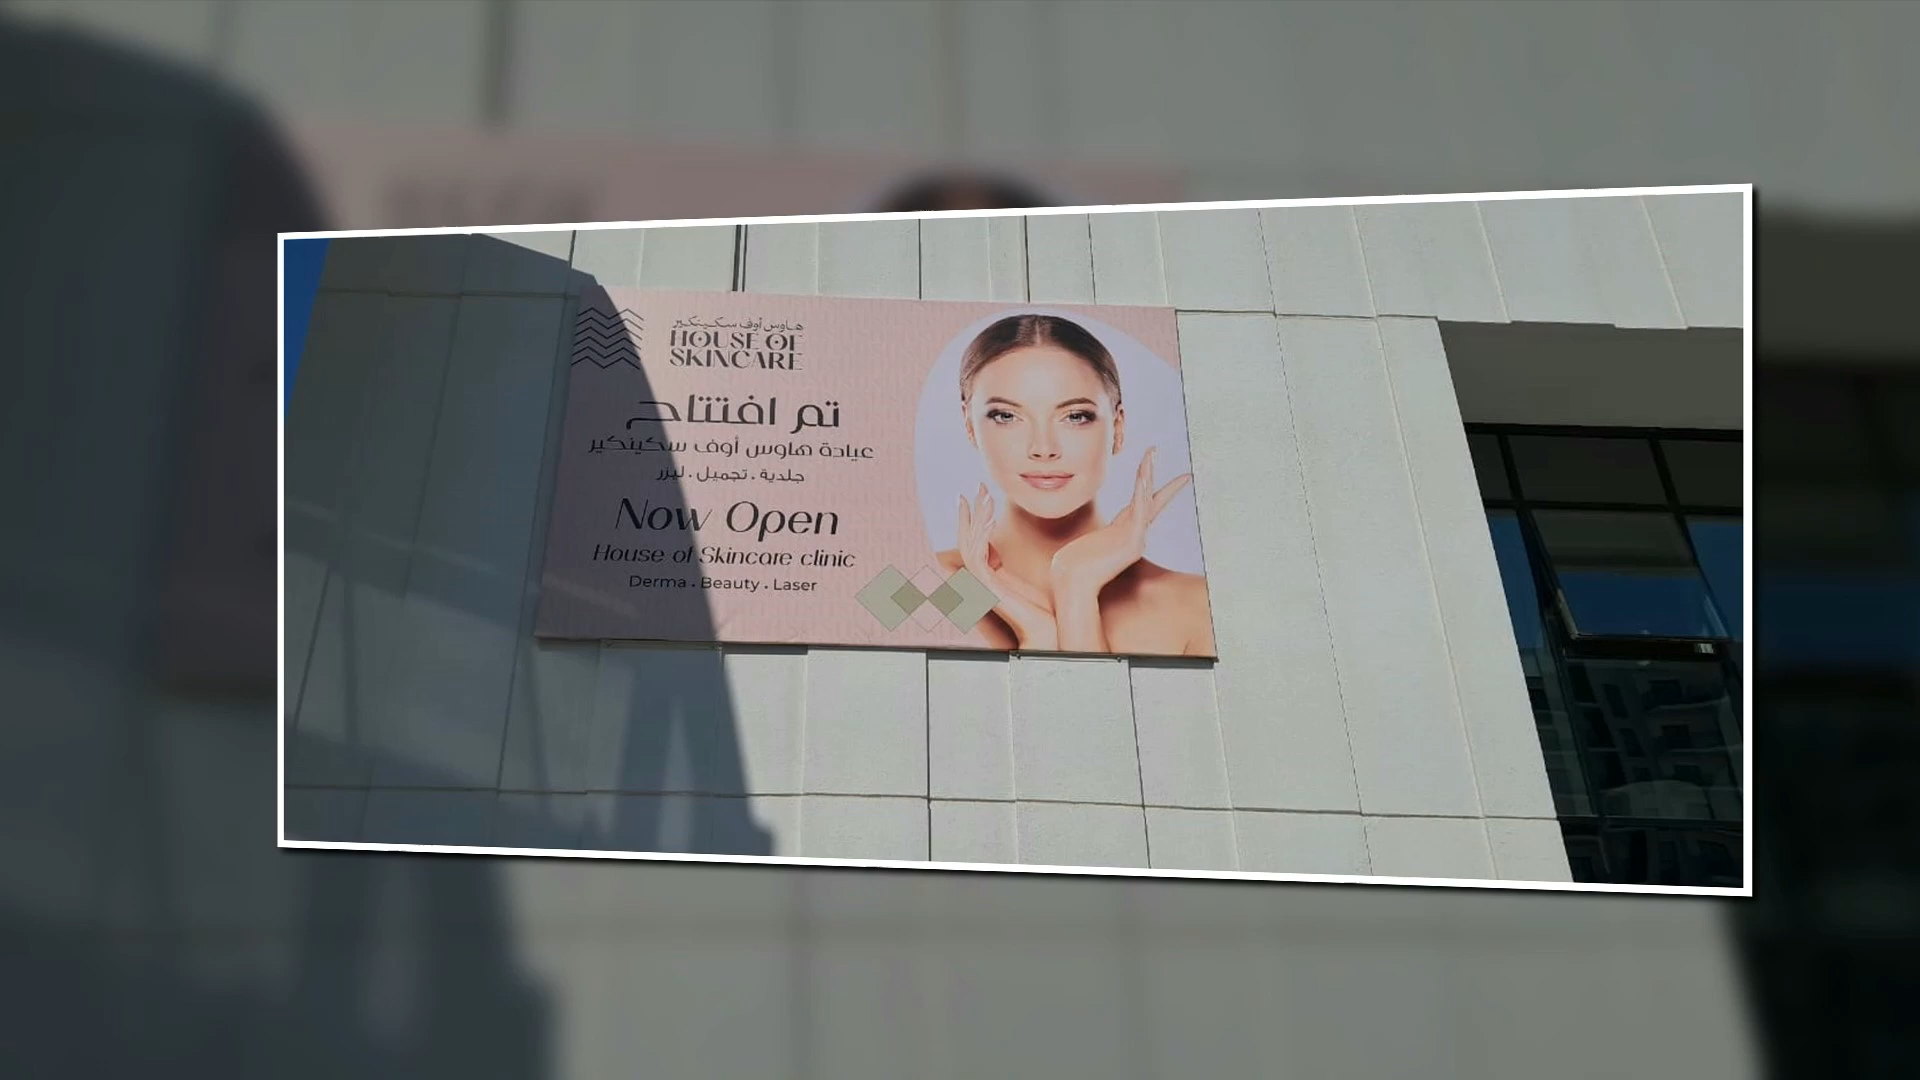 هاوس أوف سكينكير
HOUSE OF
SKINCARE
تم افتتاح
عيادة هاوس أوف سكينكير
جلدية . تجميل . ليزر
Now Open
House of Skincare clinic
Derma . Beauty . Laser